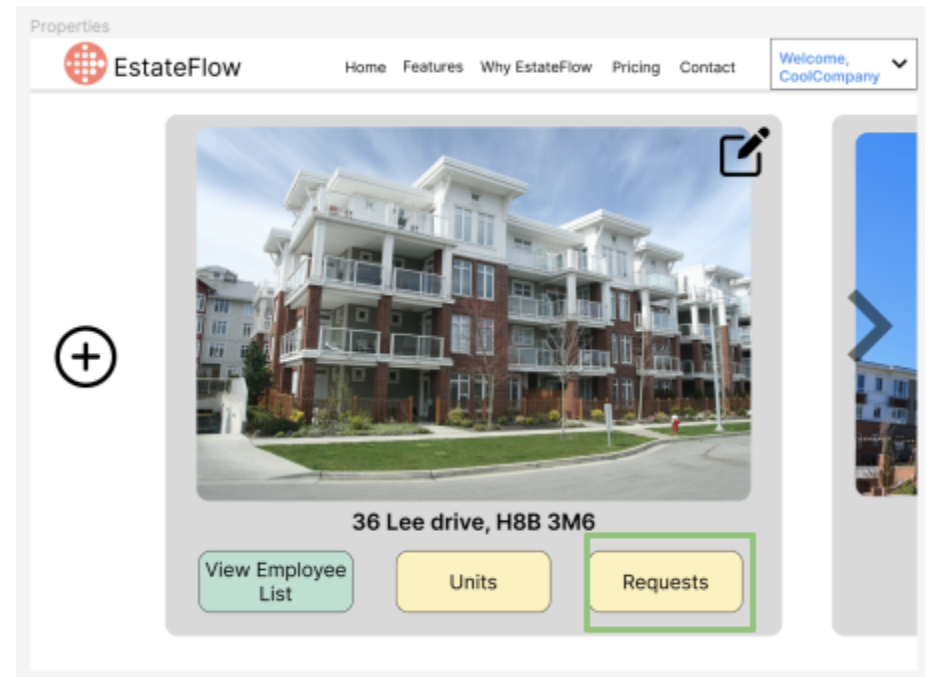 Properties
EstateFlow
Home Features Why EstateFlow Pricing Contact
Welcome,
CoolCompany
36 Lee drive, H8B 3M6
View Employee
List
Units
Requests